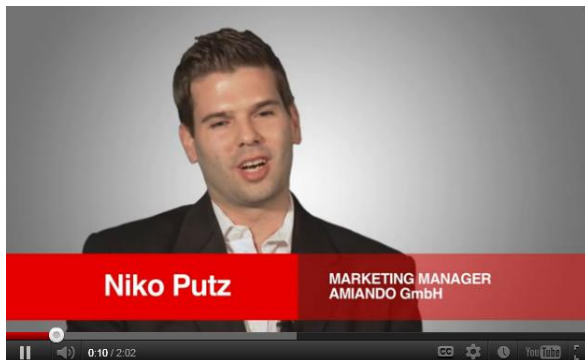 Niko Putz
MARKETING MANAGER
AMIANDO GmbH
0:10 / 2:02
CC
YouTube